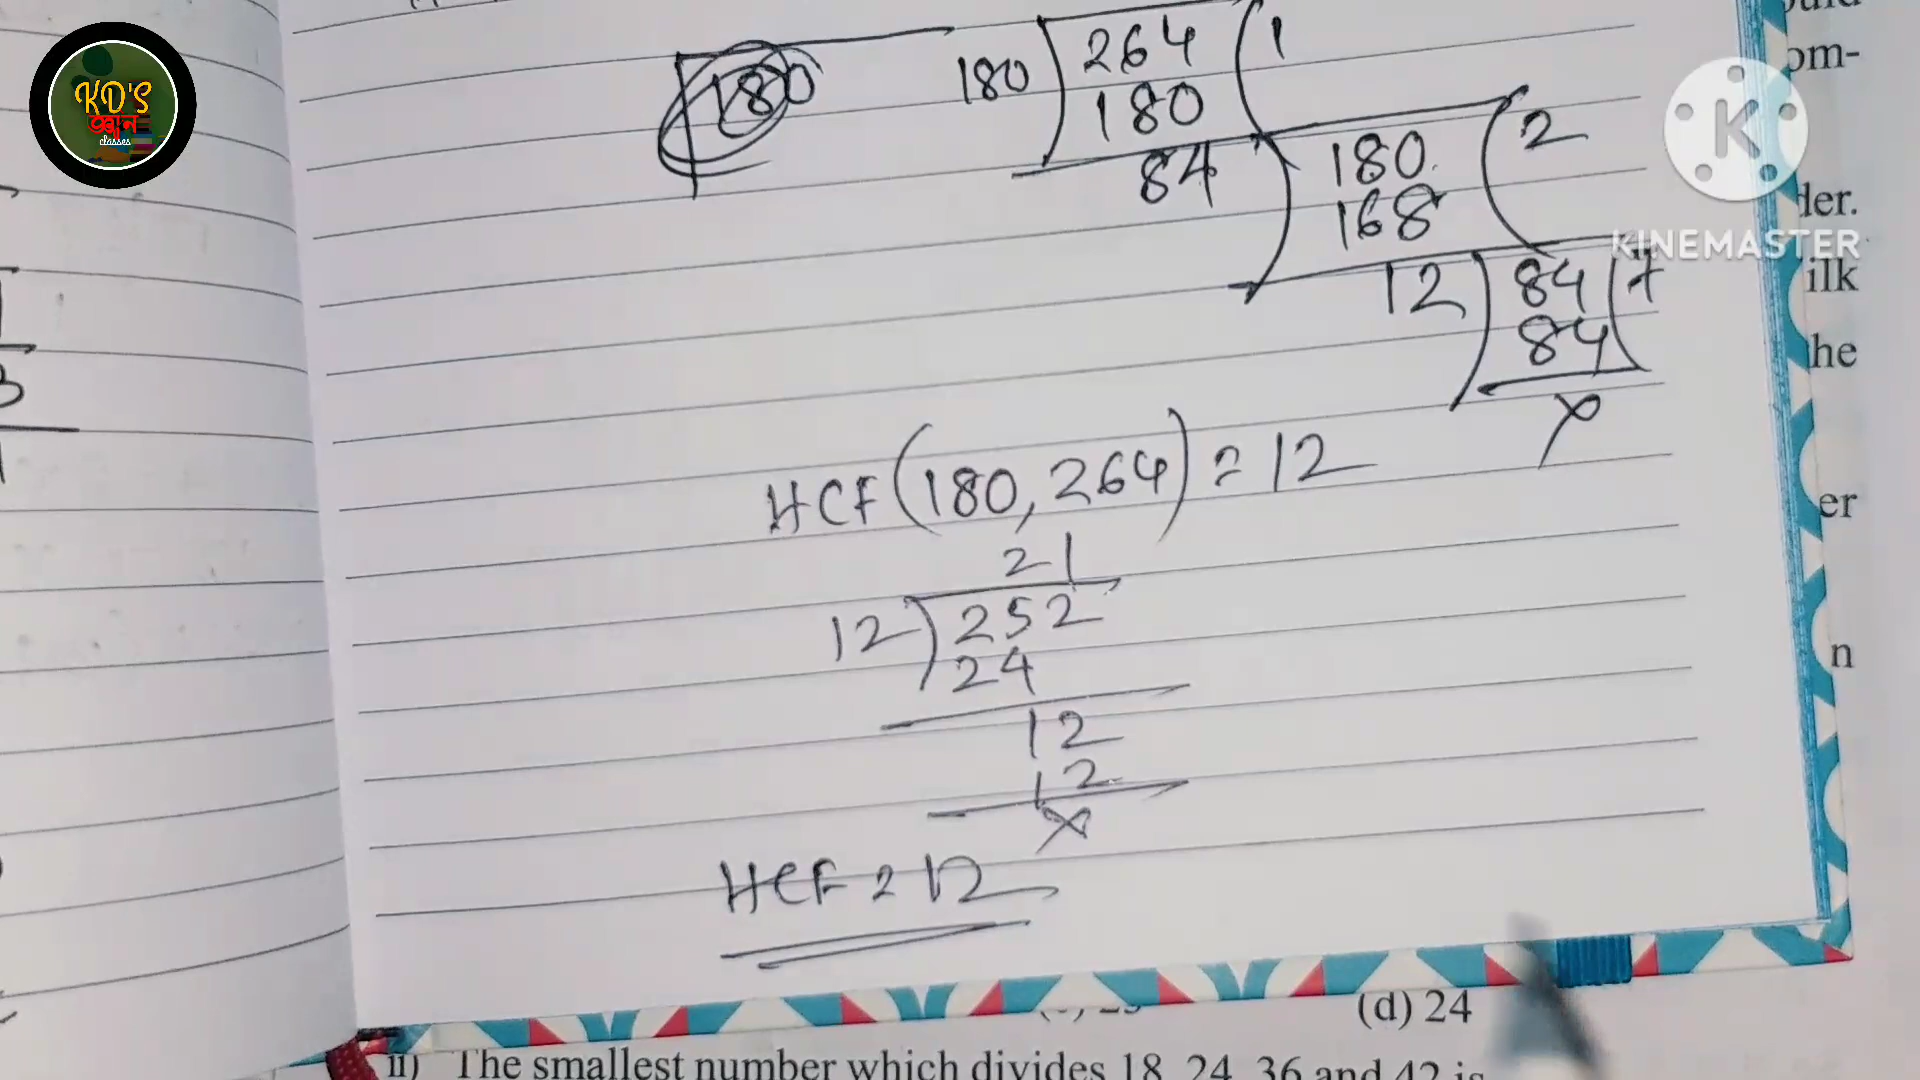 KD'S
জ্ঞান
classes
K
KINEMASTER
180
180 ) 264 ( 1
180
84 ) 180 ( 2
168
12 ) 84 ( 7
84
x
HCF (180, 264) = 12
21
12 ) 252
24
12
12
x
HCF = 12
om-
der.
ilk
he
er
n
(d) 24
ii) The smallest number which divides 18, 24, 36 and 42 is